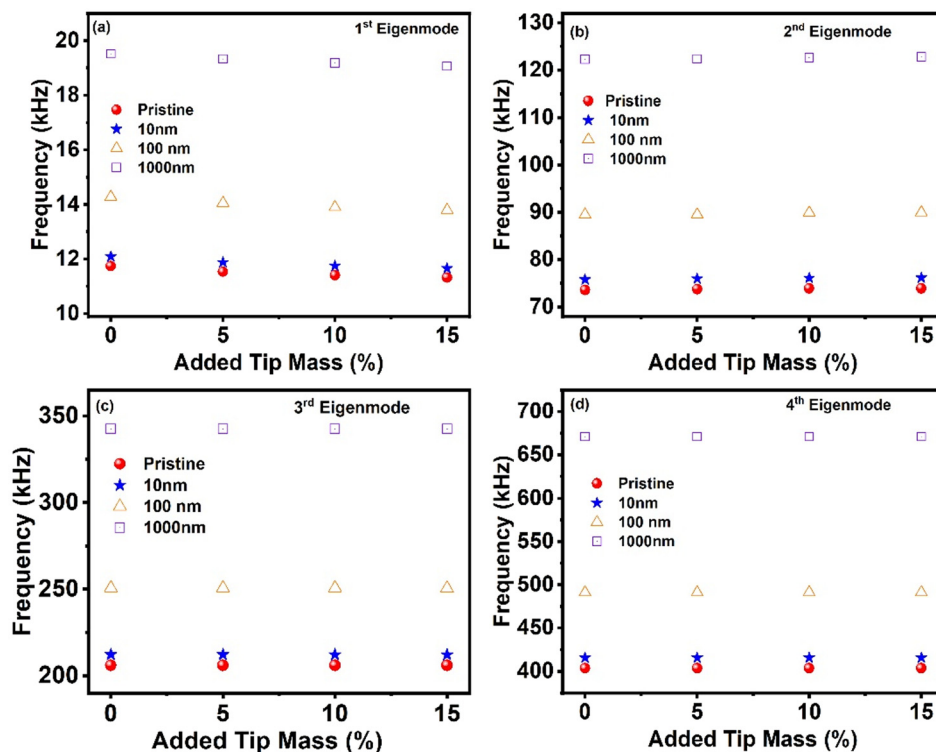 (a)
1st Eigenmode
20
18
16
14
12
10
Frequency (kHz)
Pristine
10nm
100 nm
1000nm
0 5 10 15
Added Tip Mass (%)
(b)
2nd Eigenmode
130
120
110
100
90
80
70
Frequency (kHz)
Pristine
10nm
100 nm
1000nm
0 5 10 15
Added Tip Mass (%)
(c)
3rd Eigenmode
350
300
250
200
Frequency (kHz)
Pristine
10nm
100 nm
1000nm
0 5 10 15
Added Tip Mass (%)
(d)
4th Eigenmode
700
650
600
550
500
450
400
Frequency (kHz)
Pristine
10nm
100 nm
1000nm
0 5 10 15
Added Tip Mass (%)